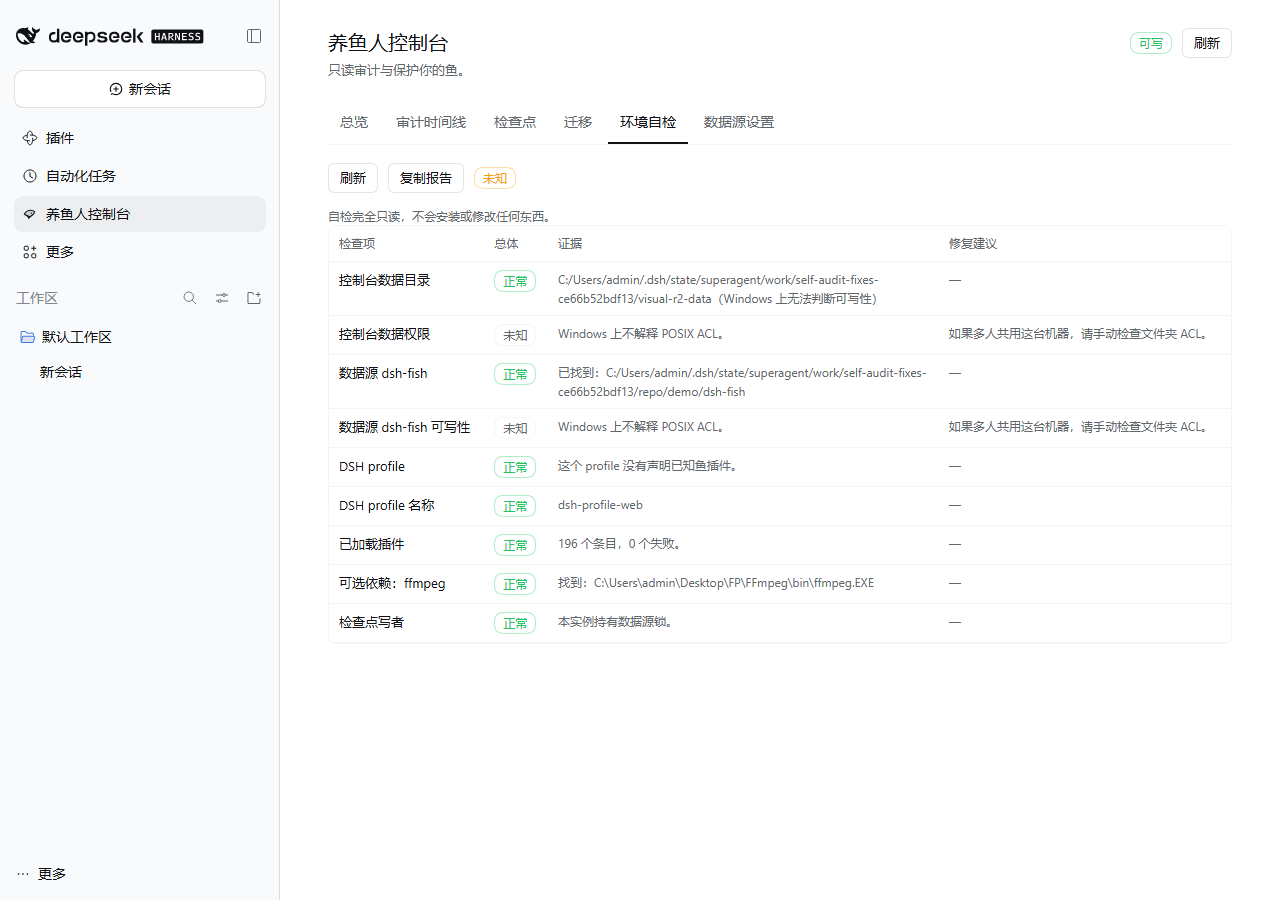 deepseek HARNESS
新会话
插件
自动化任务
养鱼人控制台
更多
工作区
默认工作区
新会话
更多
养鱼人控制台
可写
刷新
只读审计与保护你的鱼。
总览 审计时间线 检查点 迁移 环境自检 数据源设置
刷新 复制报告 未知
自检完全只读，不会安装或修改任何东西。
检查项 总体 证据 修复建议
控制台数据目录 正常 C:/Users/admin/.dsh/state/superagent/work/self-audit-fixes-
ce66b52bdf13/visual-r2-data（Windows 上无法判断可写性） —
控制台数据权限 未知 Windows 上不解释 POSIX ACL。 如果多人共用这台机器，请手动检查文件夹 ACL。
数据源 dsh-fish 正常 已找到：C:/Users/admin/.dsh/state/superagent/work/self-audit-fixes-
ce66b52bdf13/repo/demo/dsh-fish —
数据源 dsh-fish 可写性 未知 Windows 上不解释 POSIX ACL。 如果多人共用这台机器，请手动检查文件夹 ACL。
DSH profile 正常 这个 profile 没有声明已知鱼插件。 —
DSH profile 名称 正常 dsh-profile-web —
已加载插件 正常 196 个条目，0 个失败。 —
可选依赖：ffmpeg 正常 找到：C:\Users\admin\Desktop\FP\FFmpeg\bin\ffmpeg.EXE —
检查点写者 正常 本实例持有数据源锁。 —